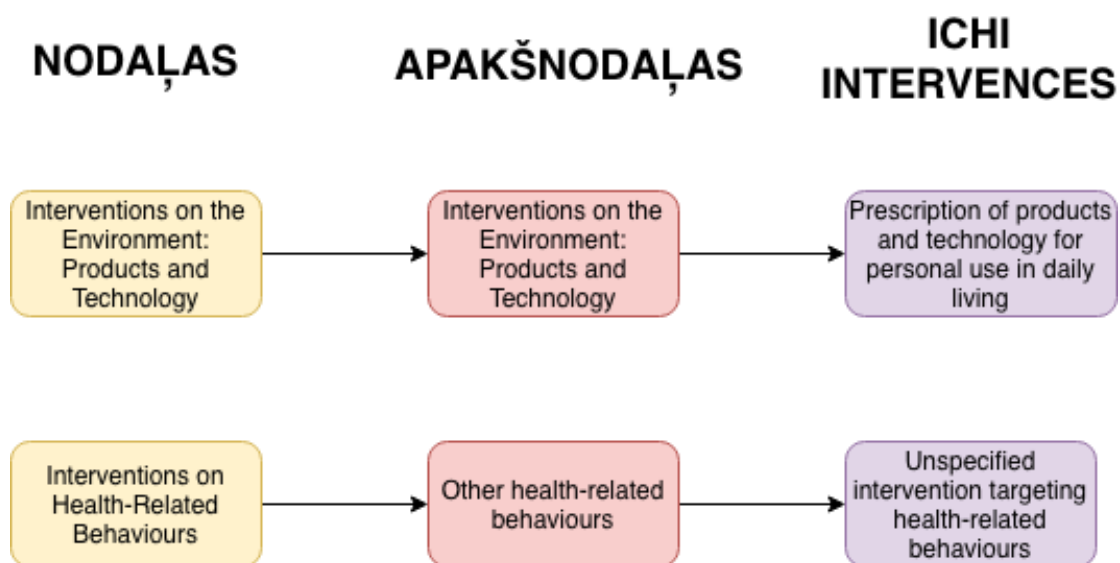 NODAĻAS
APAKŠNODAĻAS
ICHI
INTERVENCES
Interventions on the
Environment:
Products and
Technology
Interventions on the
Environment:
Products and
Technology
Prescription of products
and technology for
personal use in daily
living
Interventions on
Health-Related
Behaviours
Other health-related
behaviours
Unspecified
intervention targeting
health-related
behaviours